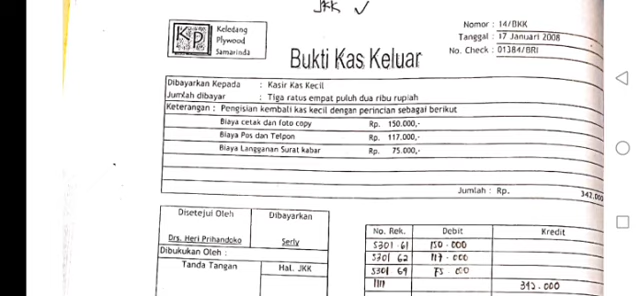 JKK ✓
KP
Keledang
Plywood
Samarinda
Bukti Kas Keluar
Nomor : 14/BKK
Tanggal : 17 Januari 2008
No. Check : 01384/BRI
Dibayarkan Kepada : Kasir Kas Kecil
Jumlah dibayar : Tiga ratus empat puluh dua ribu rupiah
Keterangan : Pengisian kembali kas kecil dengan perincian sebagai berikut
Biaya cetak dan foto copy Rp. 150.000,-
Biaya Pos dan Telpon Rp. 117.000,-
Biaya Langganan Surat kabar Rp. 75.000,-
Jumlah : Rp. 342.000
Disetejui Oleh Dibayarkan
Drs. Heri Prihandoko Serly
Dibukukan Oleh :
Tanda Tangan Hal. JKK
No. Rek. Debit Kredit
5301.61 150.000
5301 62 117.000
5301 69 75.000
1111 342.000